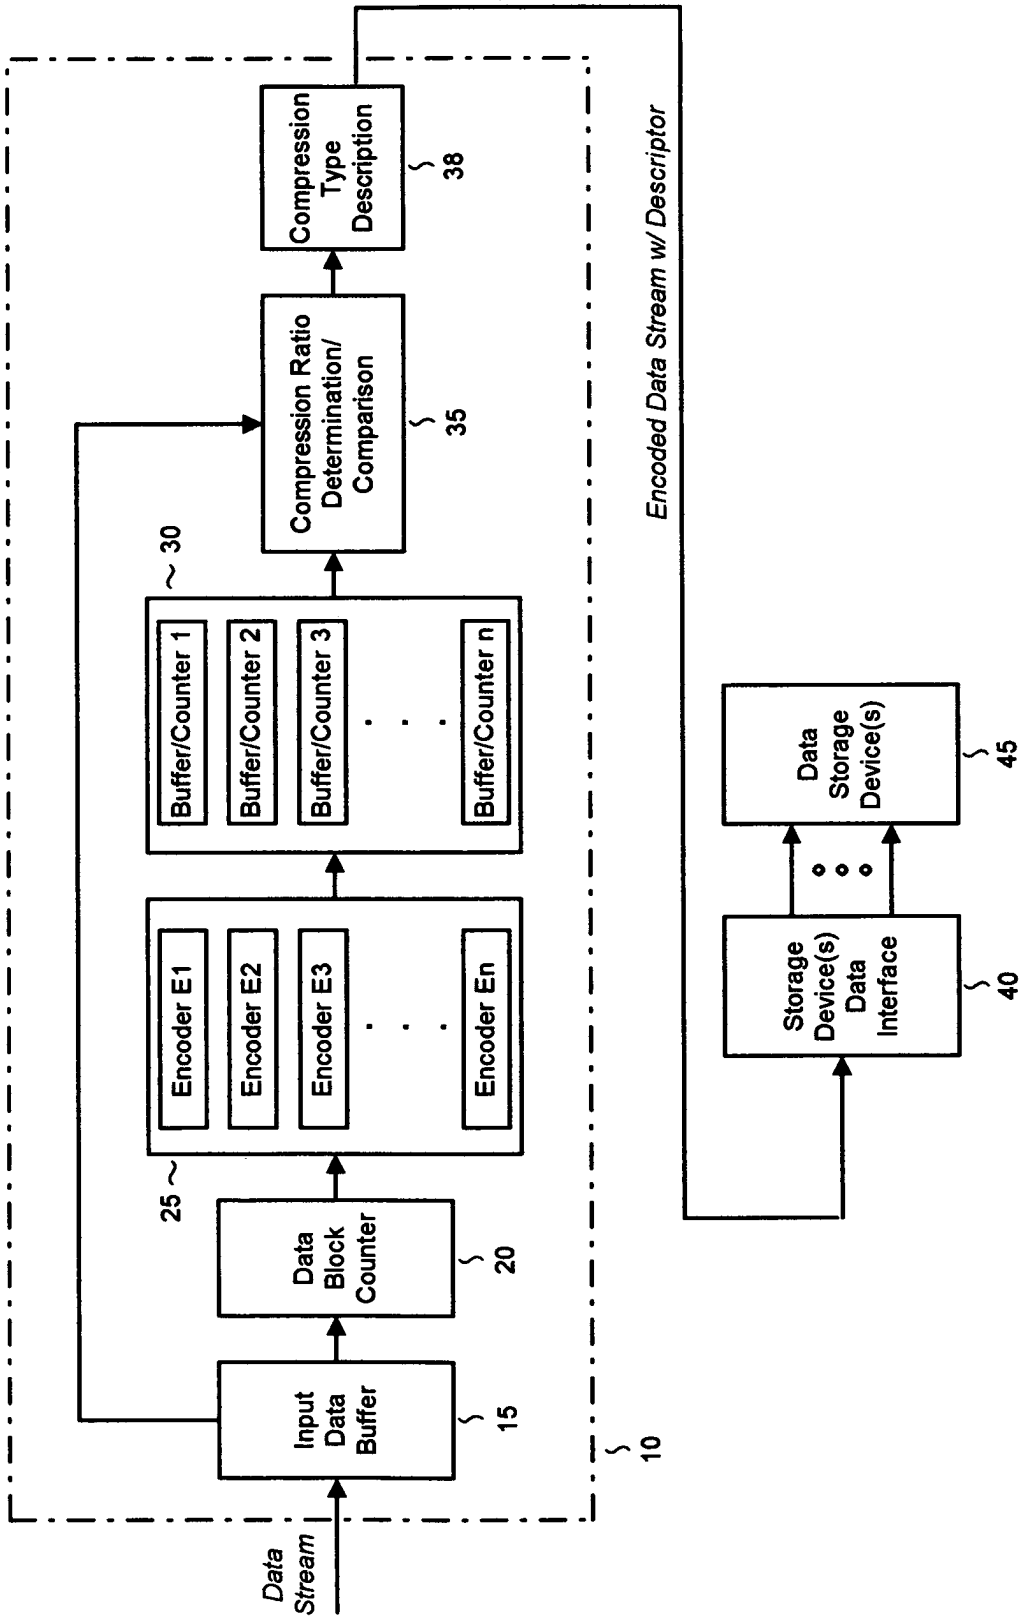 Data
Stream
Input
Data
Buffer
15
Data
Block
Counter
20
25
Encoder E1
Encoder E2
Encoder E3
. . .
Encoder En
30
Buffer/Counter 1
Buffer/Counter 2
Buffer/Counter 3
. . .
Buffer/Counter n
Compression Ratio
Determination/
Comparison
35
Compression
Type
Description
38
10
Encoded Data Stream w/ Descriptor
Storage
Device(s)
Data
Interface
40
Data
Storage
Device(s)
45